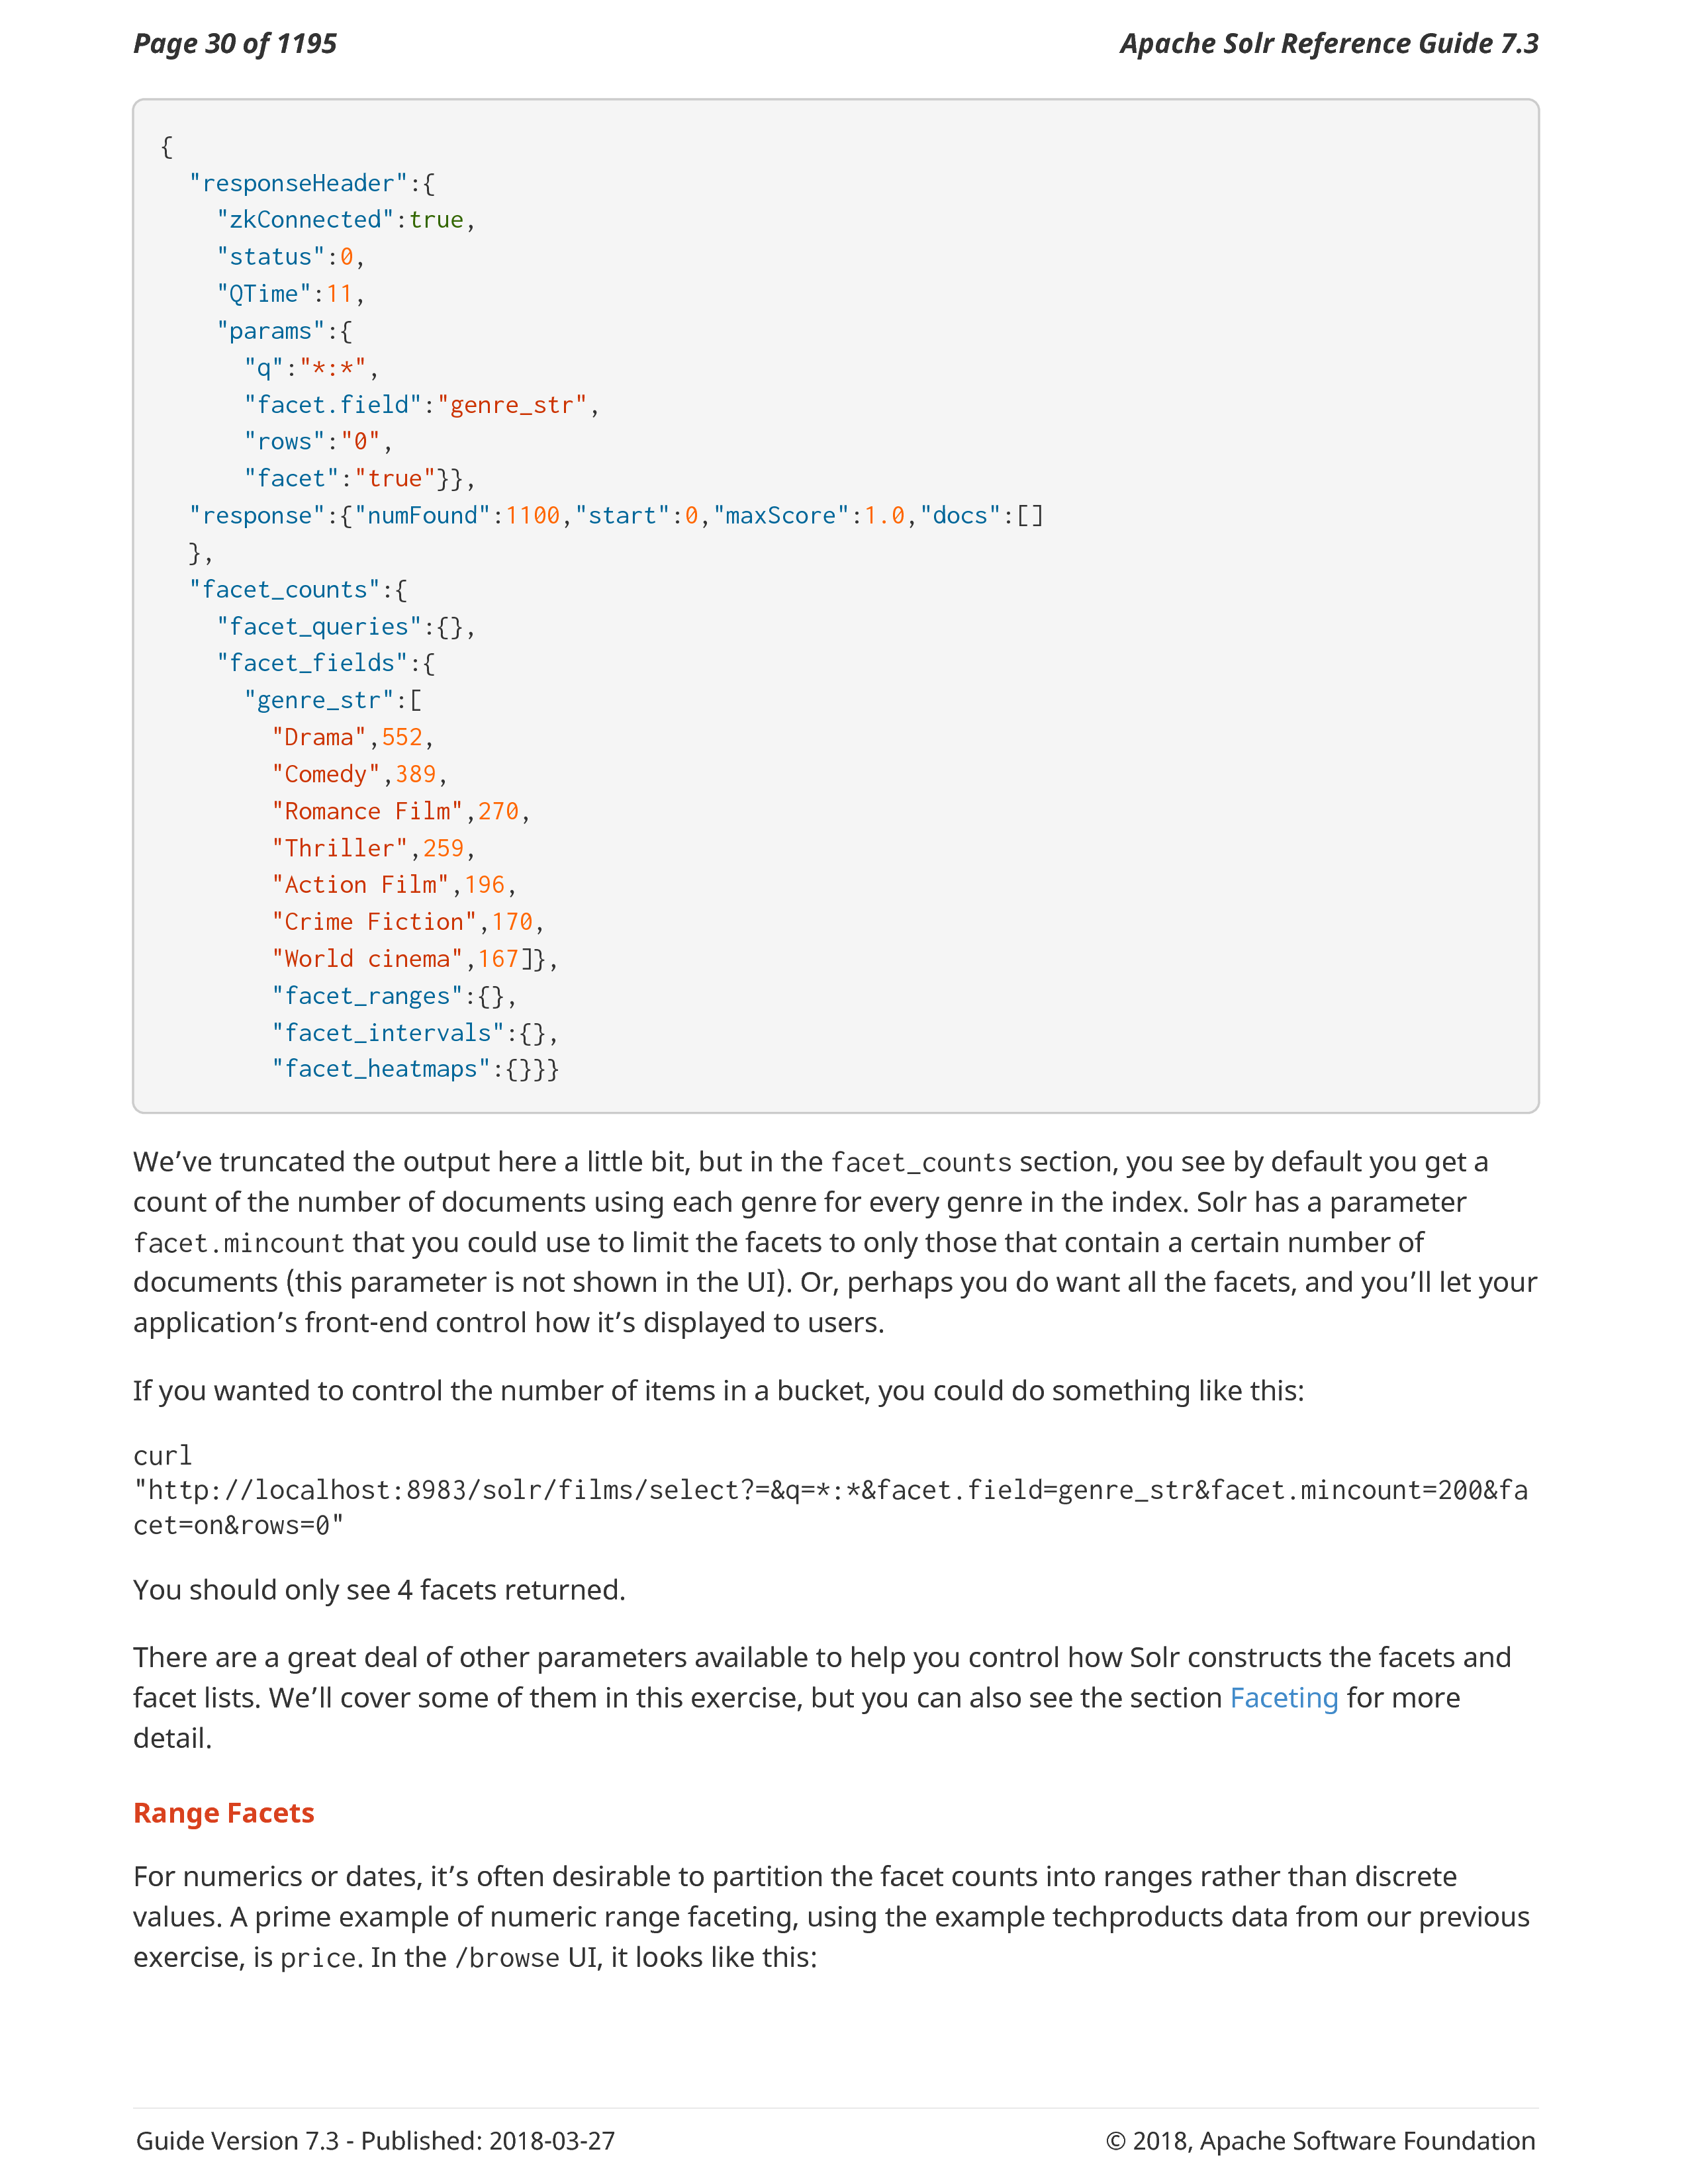 Page 30 of 1195
Apache Solr Reference Guide 7.3
{
  "responseHeader":{
    "zkConnected":true,
    "status":0,
    "QTime":11,
    "params":{
      "q":"*:*",
      "facet.field":"genre_str",
      "rows":"0",
      "facet":"true"}},
  "response":{"numFound":1100,"start":0,"maxScore":1.0,"docs":[]
  },
  "facet_counts":{
    "facet_queries":{},
    "facet_fields":{
      "genre_str":[
        "Drama",552,
        "Comedy",389,
        "Romance Film",270,
        "Thriller",259,
        "Action Film",196,
        "Crime Fiction",170,
        "World cinema",167]},
        "facet_ranges":{},
        "facet_intervals":{},
        "facet_heatmaps":{}}}
We’ve truncated the output here a little bit, but in the facet_counts section, you see by default you get a
count of the number of documents using each genre for every genre in the index. Solr has a parameter
facet.mincount that you could use to limit the facets to only those that contain a certain number of
documents (this parameter is not shown in the UI). Or, perhaps you do want all the facets, and you’ll let your
application’s front-end control how it’s displayed to users.
If you wanted to control the number of items in a bucket, you could do something like this:
curl
"http://localhost:8983/solr/films/select?=&q=*:*&facet.field=genre_str&facet.mincount=200&fa
cet=on&rows=0"
You should only see 4 facets returned.
There are a great deal of other parameters available to help you control how Solr constructs the facets and
facet lists. We’ll cover some of them in this exercise, but you can also see the section Faceting for more
detail.
Range Facets
For numerics or dates, it’s often desirable to partition the facet counts into ranges rather than discrete
values. A prime example of numeric range faceting, using the example techproducts data from our previous
exercise, is price. In the /browse UI, it looks like this:
Guide Version 7.3 - Published: 2018-03-27
© 2018, Apache Software Foundation